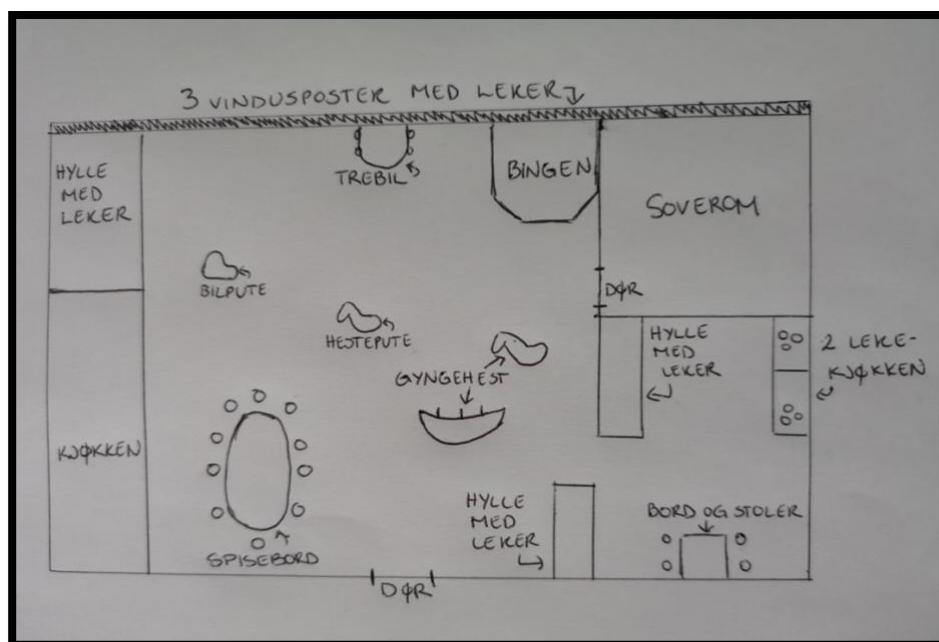 3 VINDUSPOSTER MED LEKER
HYLLE
MED
LEKER
TREBIL
BINGEN
SOVEROM
BILPUTE
DØR
HESTEPUTE
HYLLE
MED
LEKER
2 LEKE-
KJØKKEN
GYNGEHEST
KJØKKEN
HYLLE
MED
LEKER
BORD OG STOLER
SPISEBORD
DØR